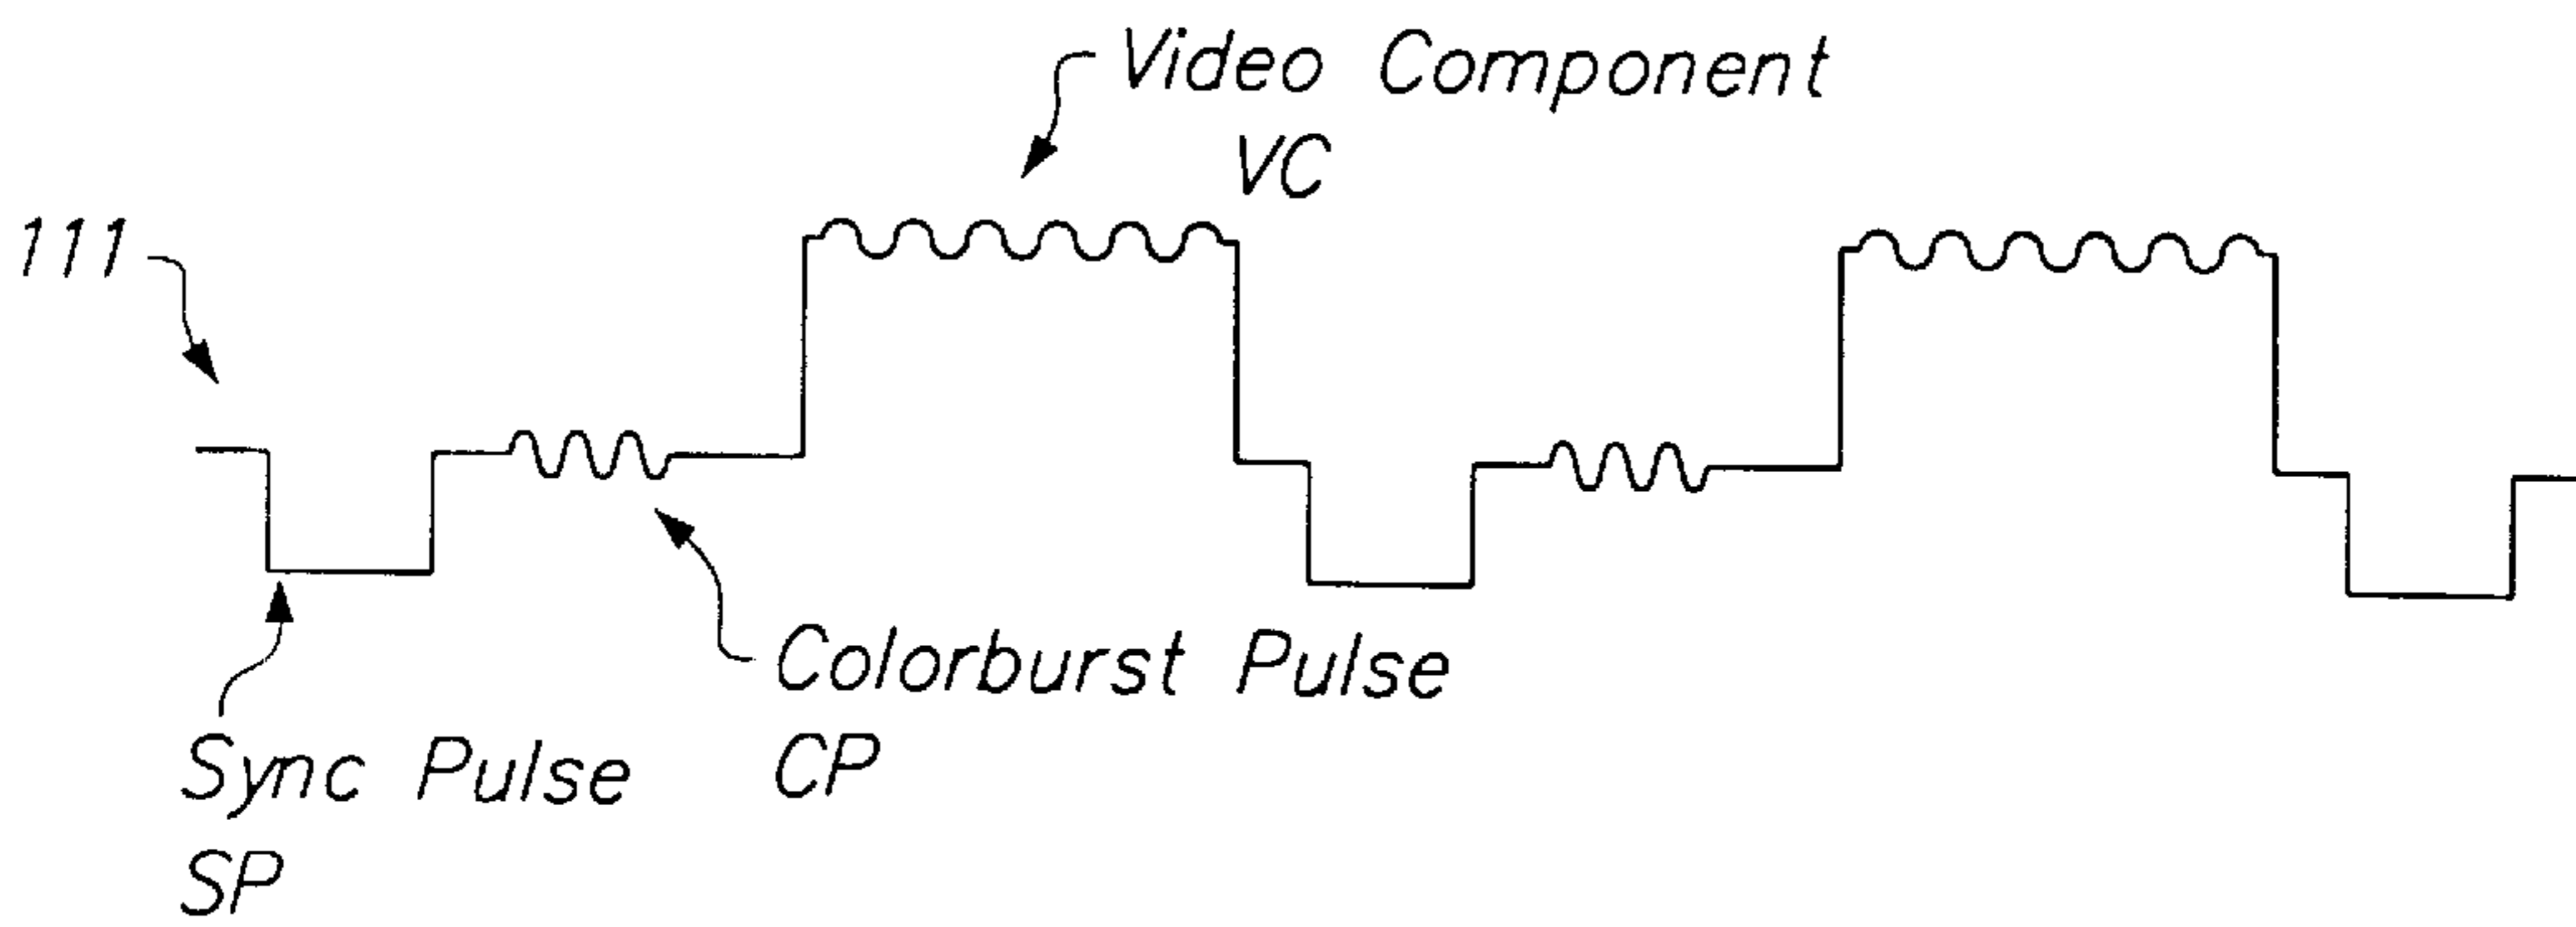 Video Component
VC
111
Colorburst Pulse
CP
Sync Pulse
SP